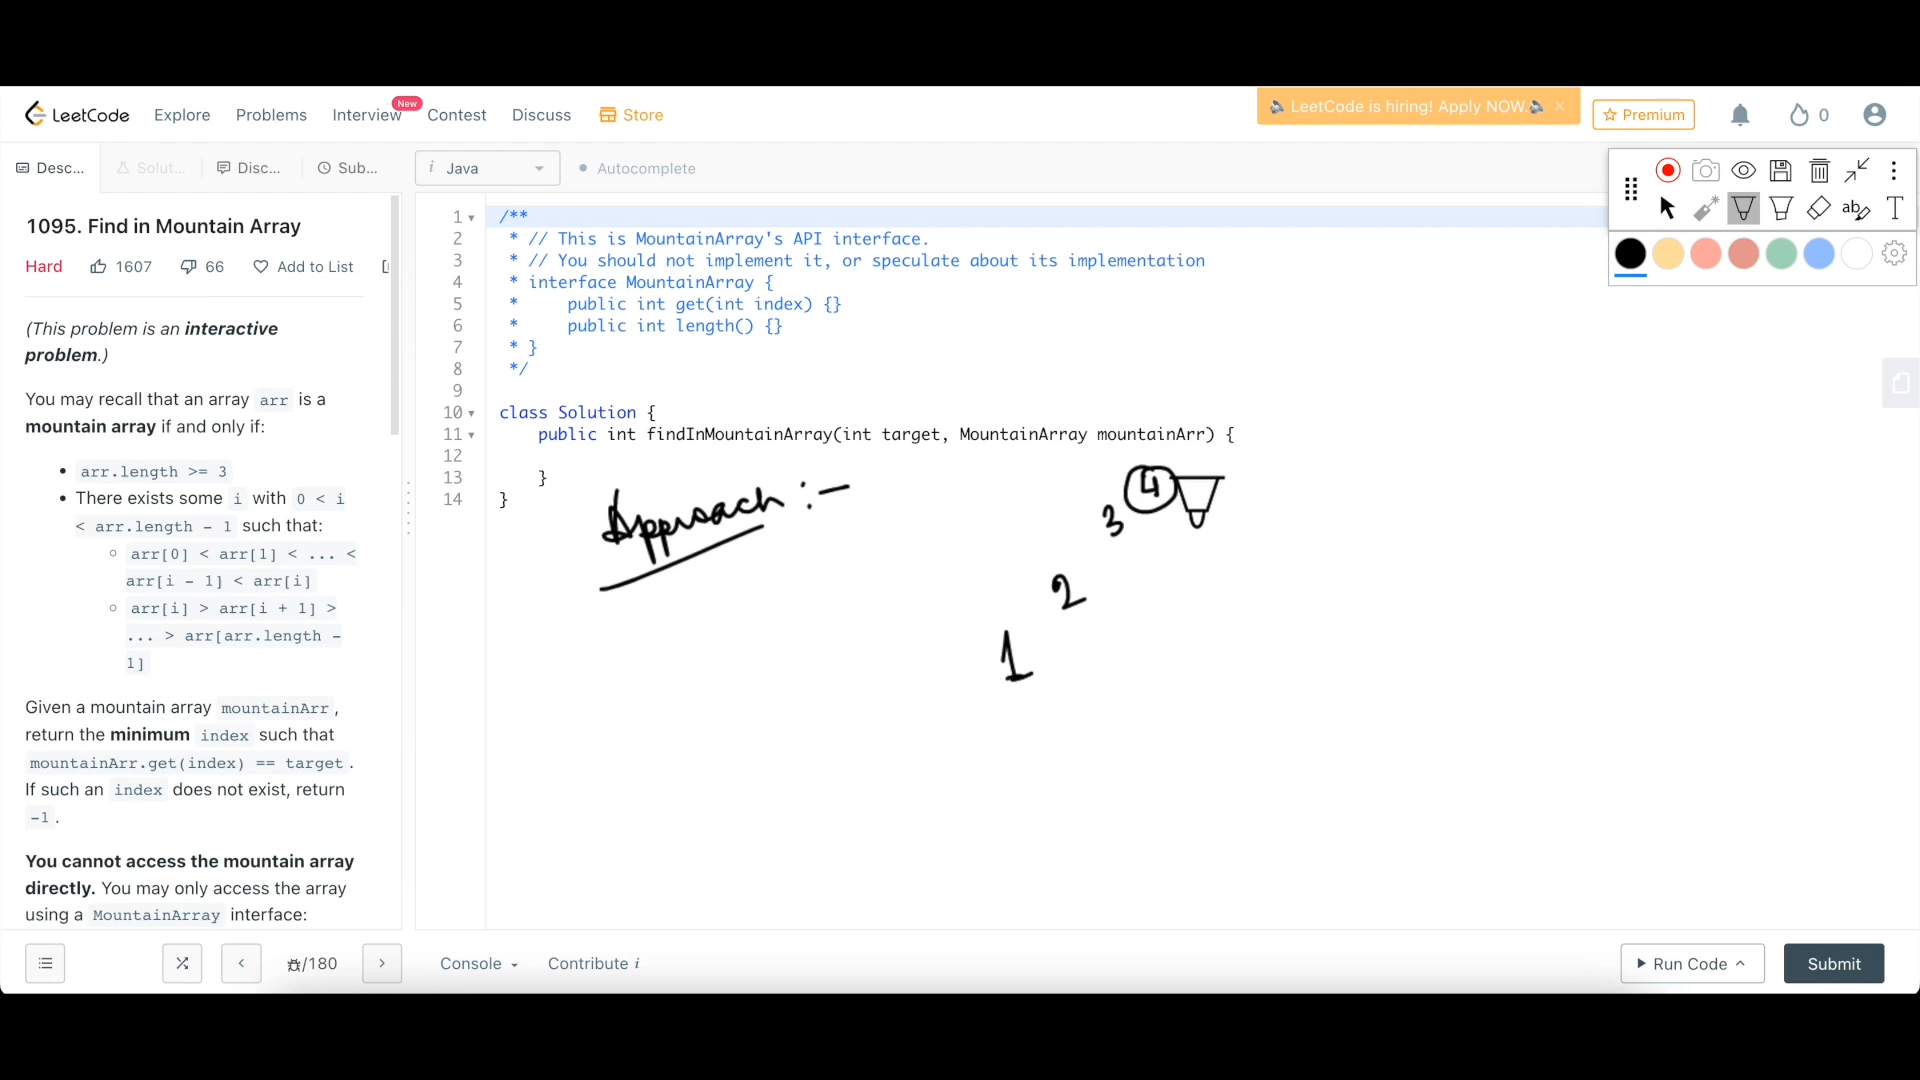 LeetCode Explore Problems Interview New Contest Discuss Store LeetCode is hiring! Apply NOW × Premium 0
Desc... Solut... Disc... Sub... i Java Autocomplete
1095. Find in Mountain Array
Hard 1607 66 Add to List
(This problem is an interactive
problem.)
You may recall that an array arr is a
mountain array if and only if:
• arr.length >= 3
• There exists some i with 0 < i
< arr.length - 1 such that:
arr[0] < arr[1] < ... <
arr[i - 1] < arr[i]
arr[i] > arr[i + 1] >
... > arr[arr.length -
1]
Given a mountain array mountainArr,
return the minimum index such that
mountainArr.get(index) == target.
If such an index does not exist, return
-1.
You cannot access the mountain array
directly. You may only access the array
using a MountainArray interface:
1 /**
2 * // This is MountainArray's API interface.
3 * // You should not implement it, or speculate about its implementation
4 * interface MountainArray {
5 *     public int get(int index) {}
6 *     public int length() {}
7 * }
8 */
9
10 class Solution {
11     public int findInMountainArray(int target, MountainArray mountainArr) {
12
13     }
14 }
Approach :-
4
3
2
1
ab T
/180 Console Contribute i Run Code Submit